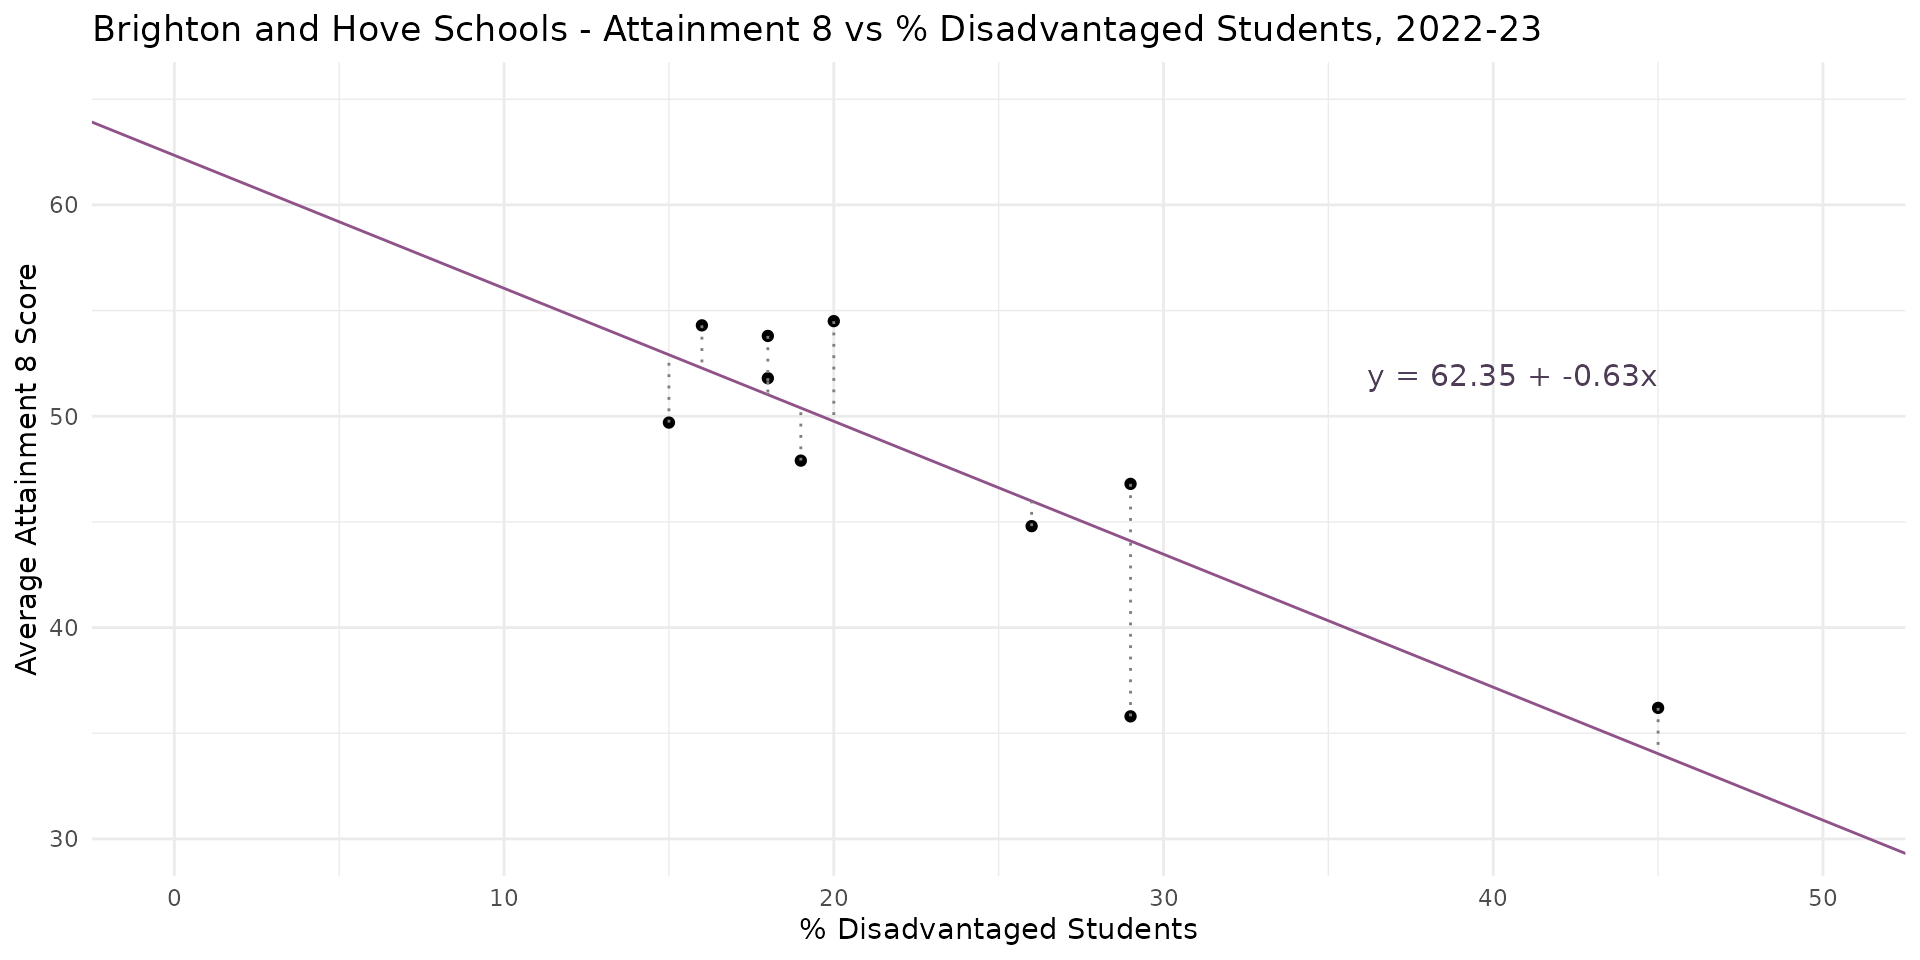 Brighton and Hove Schools - Attainment 8 vs % Disadvantaged Students, 2022-23
Average Attainment 8 Score
60
50
40
30
y = 62.35 + -0.63x
0 10 20 30 40 50
% Disadvantaged Students